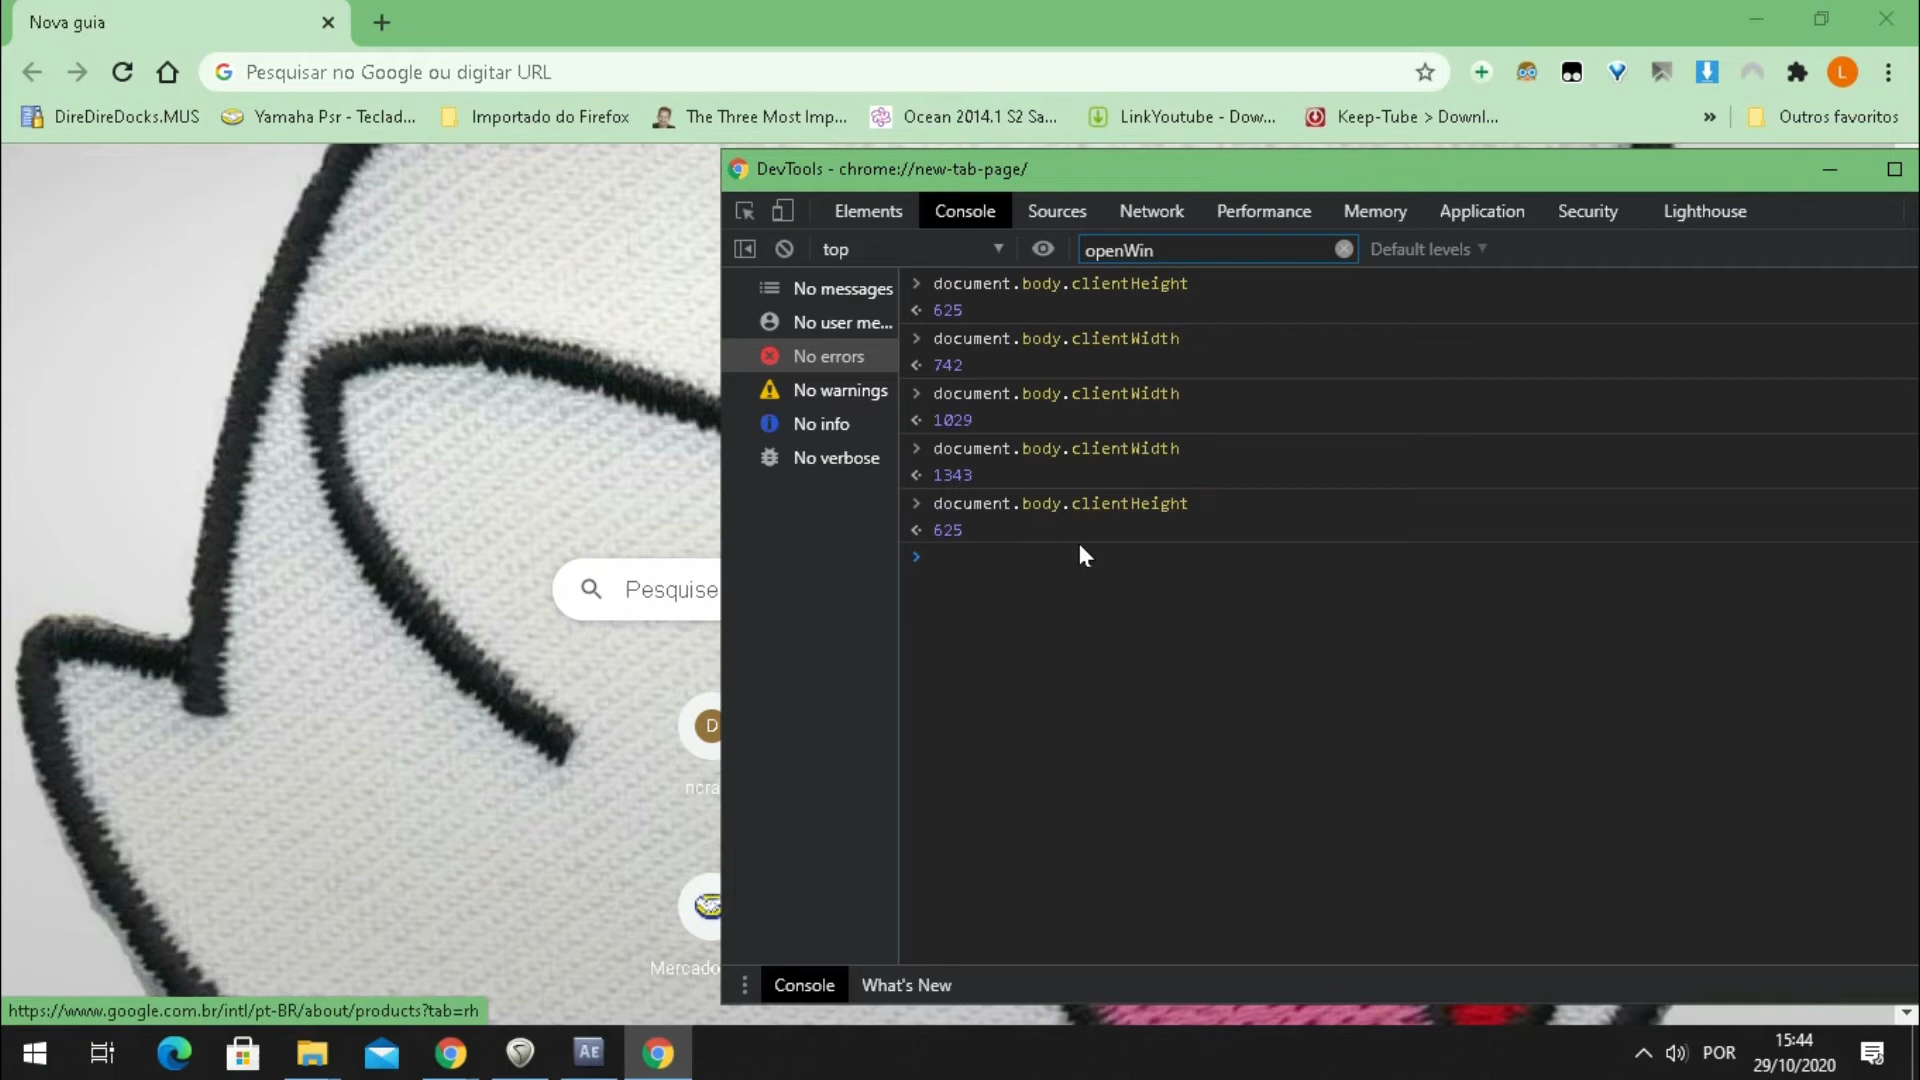 Nova guia
Pesquisar no Google ou digitar URL
L
DireDireDocks.MUS
Yamaha Psr - Teclad...
Importado do Firefox
The Three Most Imp...
Ocean 2014.1 S2 Sa...
LinkYoutube - Dow...
Keep-Tube > Downl...
»
Outros favoritos
DevTools - chrome://new-tab-page/
Elements
Console
Sources
Network
Performance
Memory
Application
Security
Lighthouse
top
openWin
Default levels
No messages
No user me...
No errors
No warnings
No info
No verbose
> document.body.clientHeight
625
> document.body.clientWidth
742
> document.body.clientWidth
1029
> document.body.clientWidth
1343
> document.body.clientHeight
625
>
Pesquise
D
Mercado
Console
What's New
https://www.google.com.br/intl/pt-BR/about/products?tab=rh
AE
POR
15:44
29/10/2020